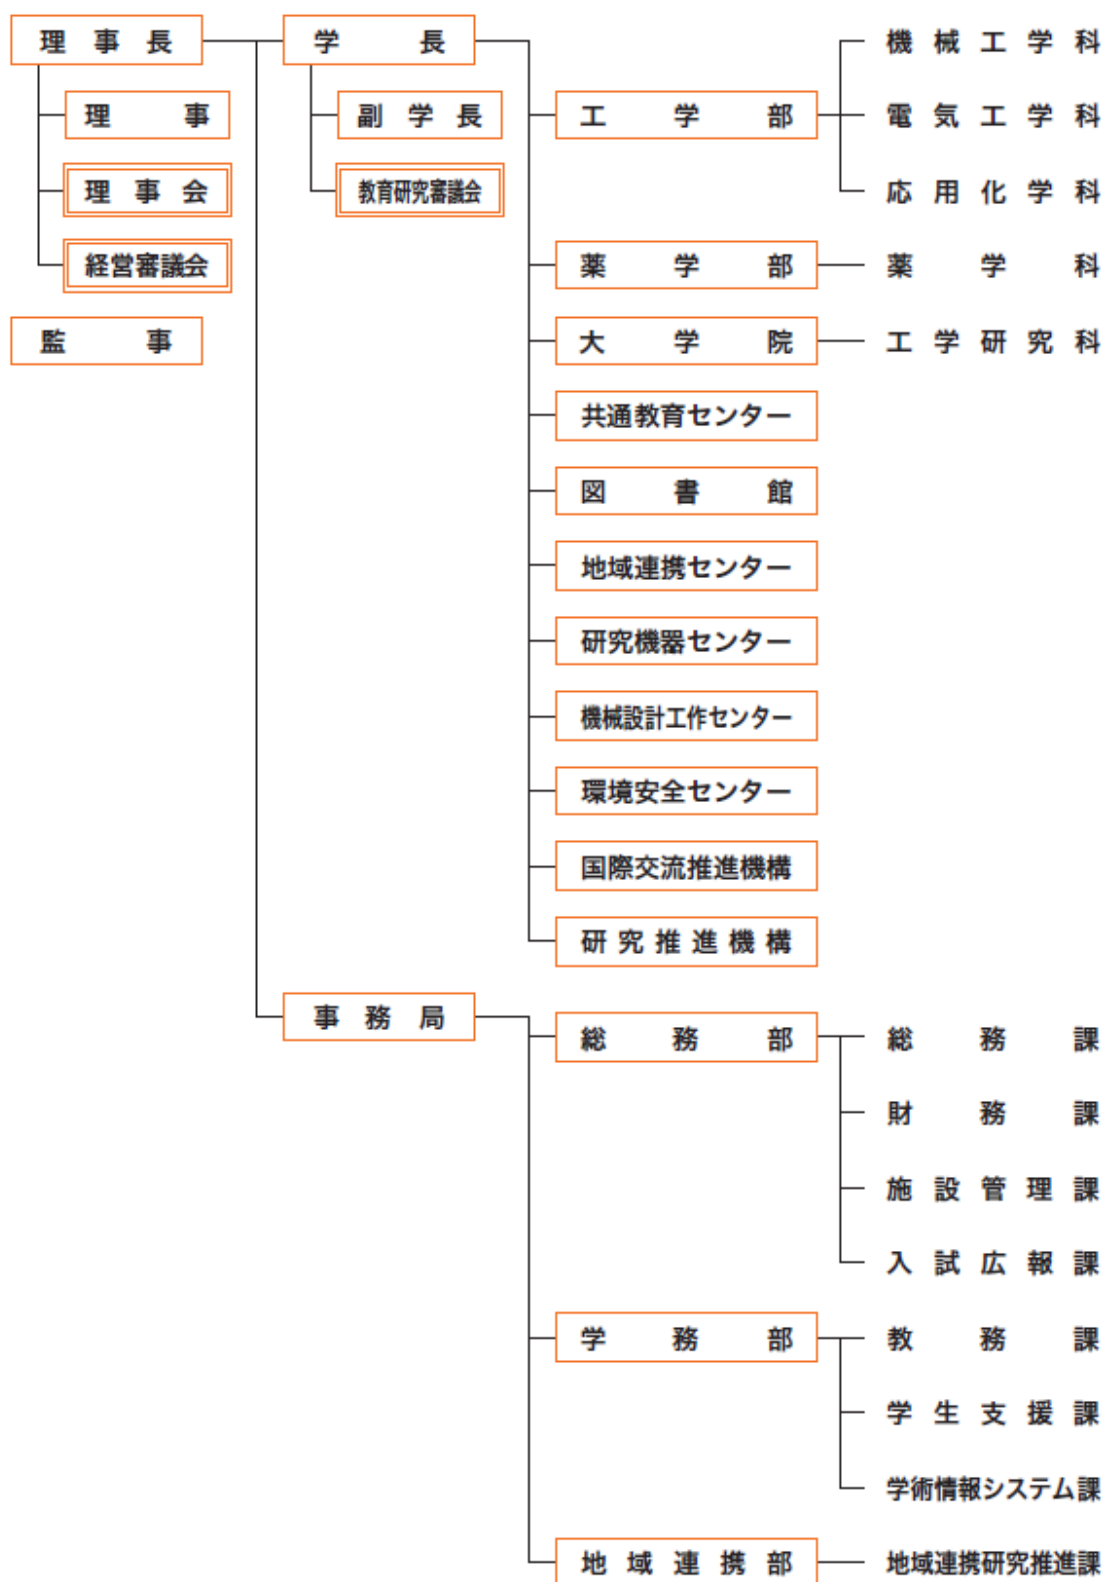 理事長
理事
理事会
経営審議会
監事
学長
副学長
教育研究審議会
工学部
機械工学科
電気工学科
応用化学科
薬学部
薬学科
大学院
工学研究科
共通教育センター
図書館
地域連携センター
研究機器センター
機械設計工作センター
環境安全センター
国際交流推進機構
研究推進機構
事務局
総務部
総務課
財務課
施設管理課
入試広報課
学務部
教務課
学生支援課
学術情報システム課
地域連携部
地域連携研究推進課